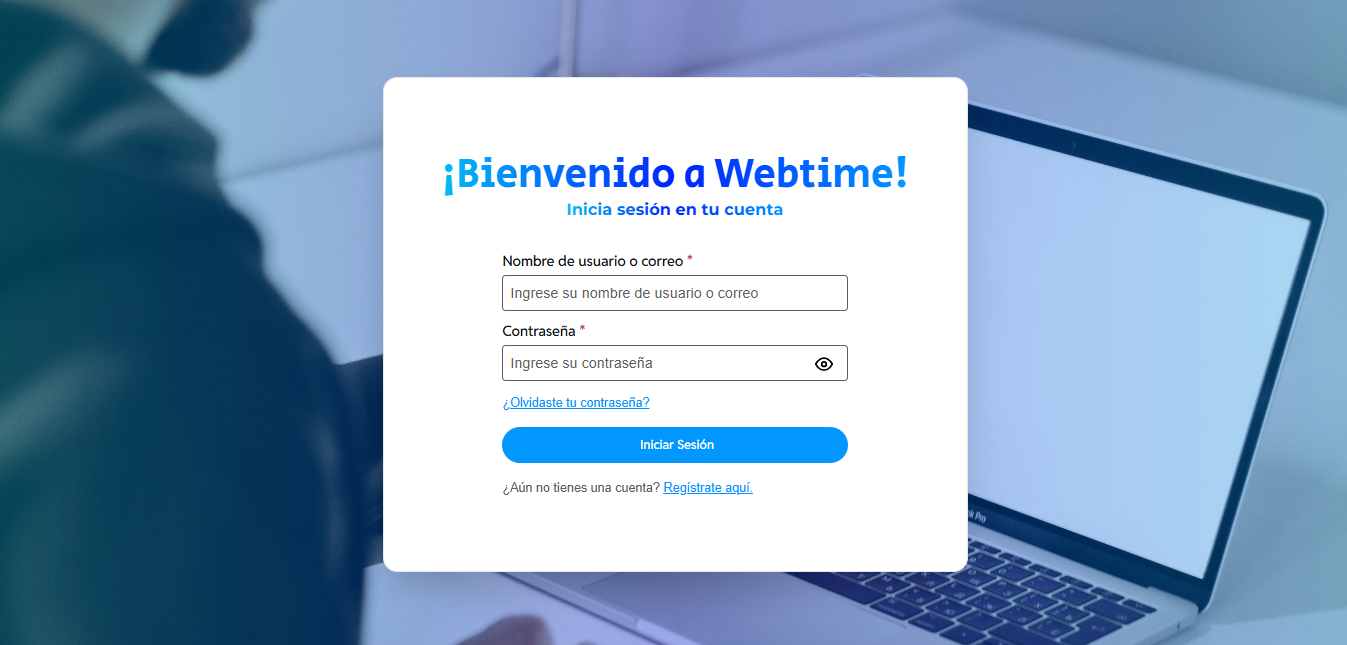 ¡Bienvenido a Webtime!
Inicia sesión en tu cuenta
Nombre de usuario o correo *
Ingrese su nombre de usuario o correo
Contraseña *
Ingrese su contraseña
¿Olvidaste tu contraseña?
Iniciar Sesión
¿Aún no tienes una cuenta? Regístrate aquí.
Pro